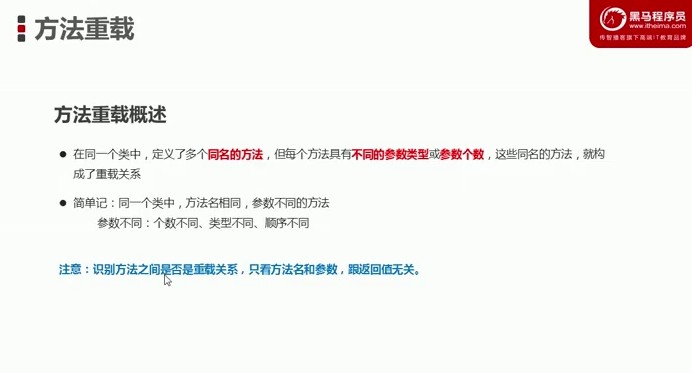 方法重载
黑马程序员
www.itheima.com
传智播客旗下高端IT教育品牌
方法重载概述
在同一个类中，定义了多个同名的方法，但每个方法具有不同的参数类型或参数个数，这些同名的方法，就构
成了重载关系
简单记：同一个类中，方法名相同，参数不同的方法
参数不同：个数不同、类型不同、顺序不同
注意：识别方法之间是否是重载关系，只看方法名和参数，跟返回值无关。